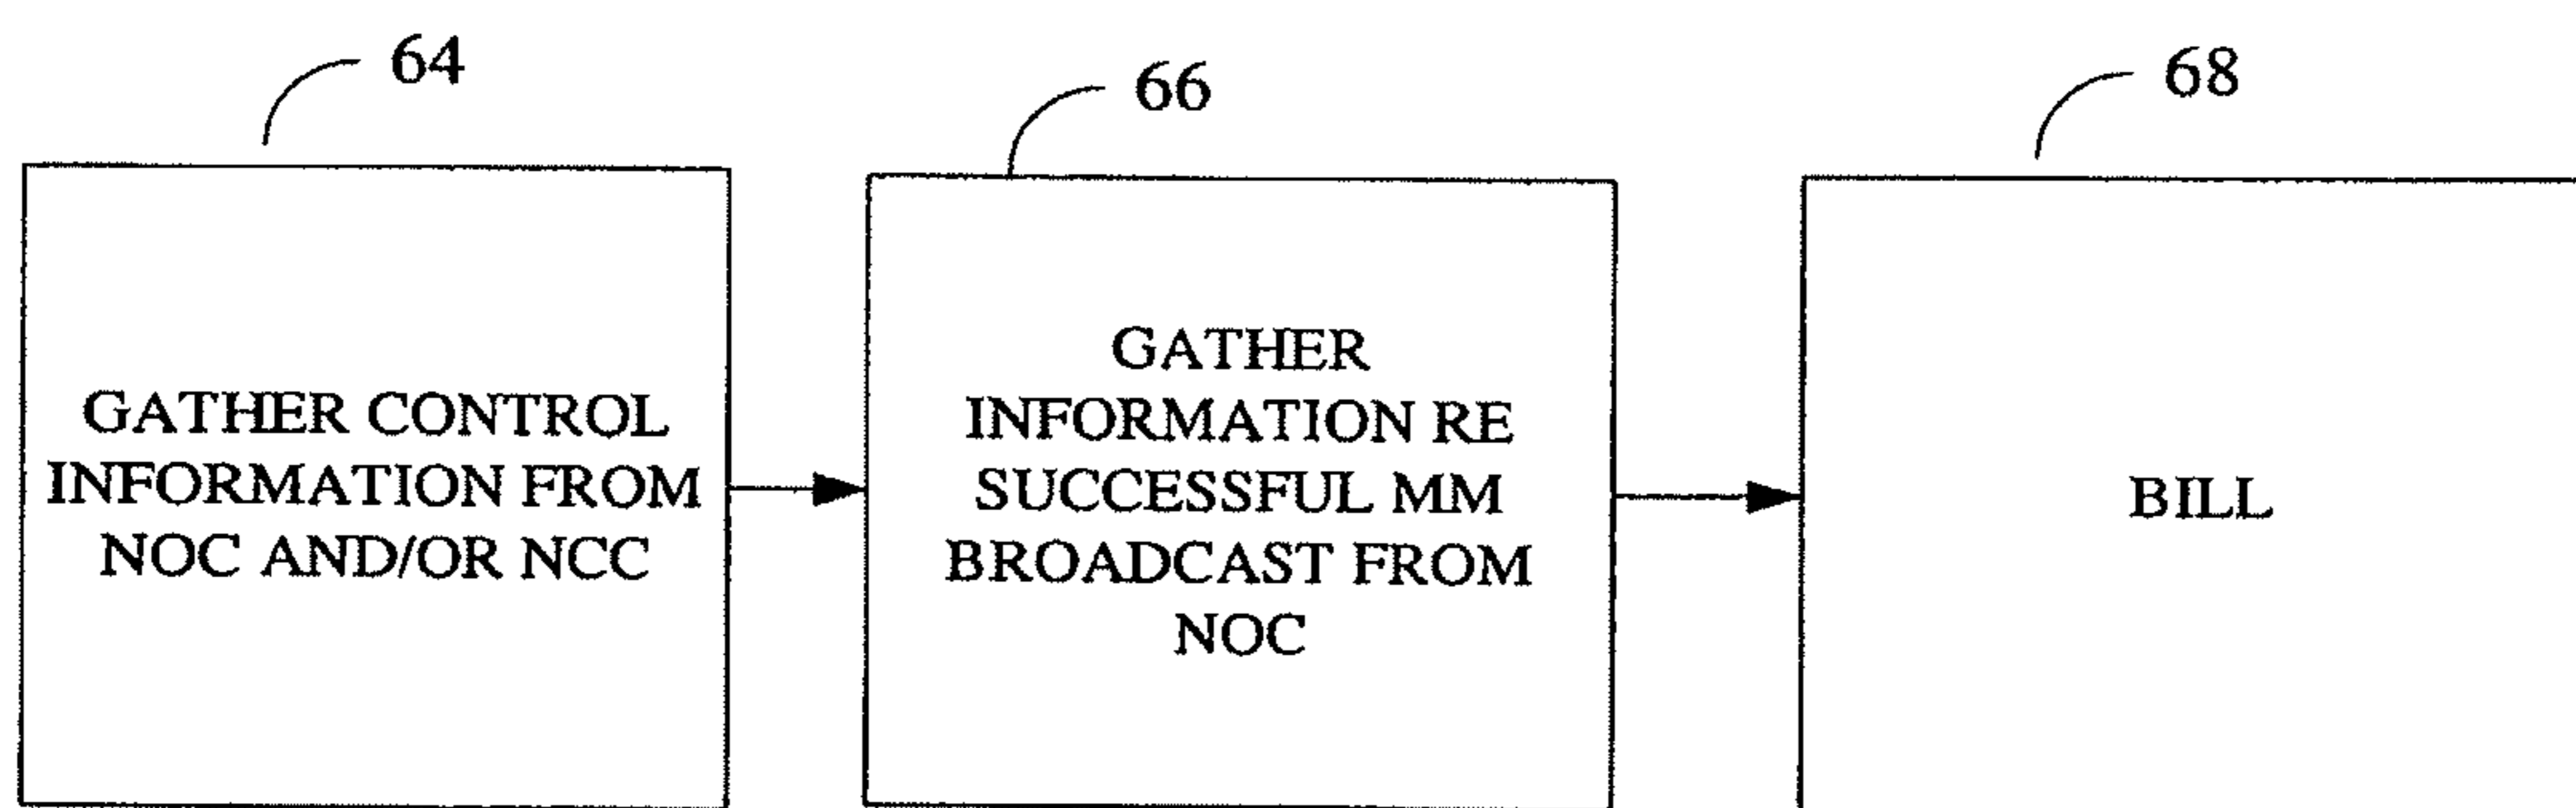 64
66
68
GATHER CONTROL
INFORMATION FROM
NOC AND/OR NCC
GATHER
INFORMATION RE
SUCCESSFUL MM
BROADCAST FROM
NOC
BILL